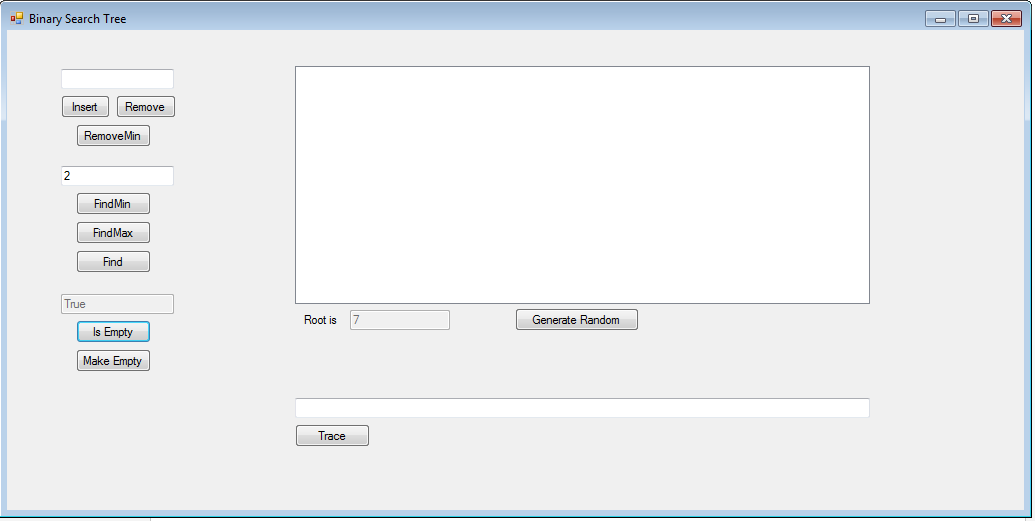 Binary Search Tree
Insert Remove
RemoveMin
2
FindMin
FindMax
Find
True
Is Empty
Make Empty
Root is 7 Generate Random
Trace